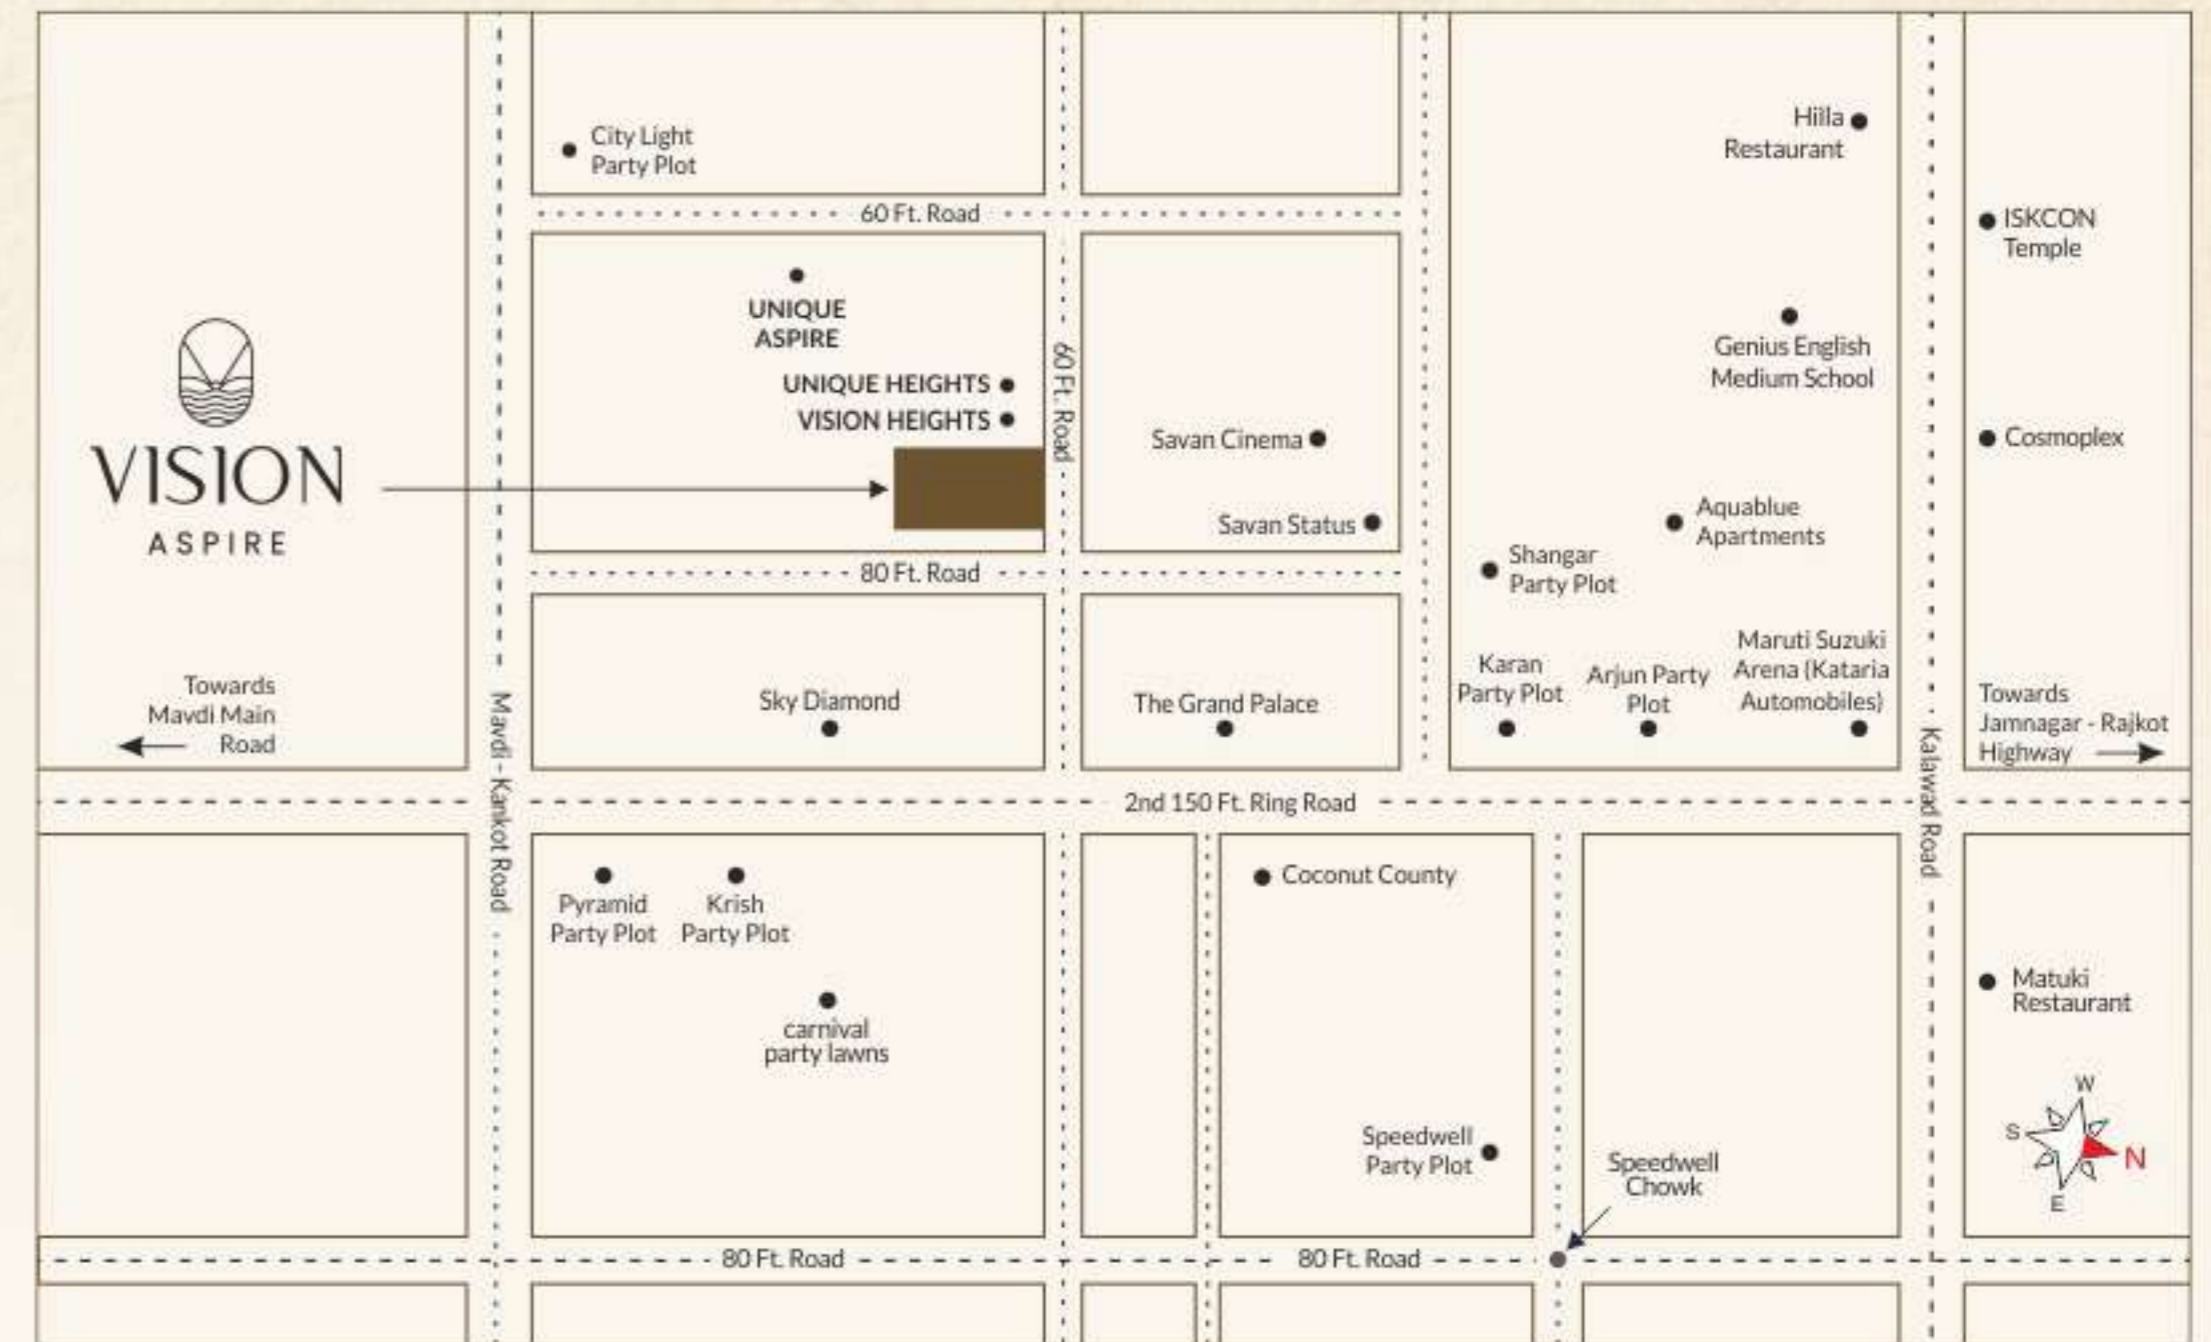 City Light
Party Plot
Hilla
Restaurant
60 Ft. Road
ISKCON
Temple
UNIQUE
ASPIRE
UNIQUE HEIGHTS
VISION HEIGHTS
60 Ft. Road
Genius English
Medium School
Savan Cinema
Cosmoplex
VISION
ASPIRE
Savan Status
Aquablue
Apartments
Shangar
Party Plot
80 Ft. Road
Towards
Mavdi Main
Road
Mavdi - Kankot Road
Sky Diamond
The Grand Palace
Karan
Party Plot
Arjun Party
Plot
Maruti Suzuki
Arena (Kataria
Automobiles)
Kalawad Road
Towards
Jamnagar - Rajkot
Highway
2nd 150 Ft. Ring Road
Pyramid
Party Plot
Krish
Party Plot
Coconut County
carnival
party lawns
Matuki
Restaurant
Speedwell
Party Plot
Speedwell
Chowk
W
S
N
E
80 Ft. Road
80 Ft. Road